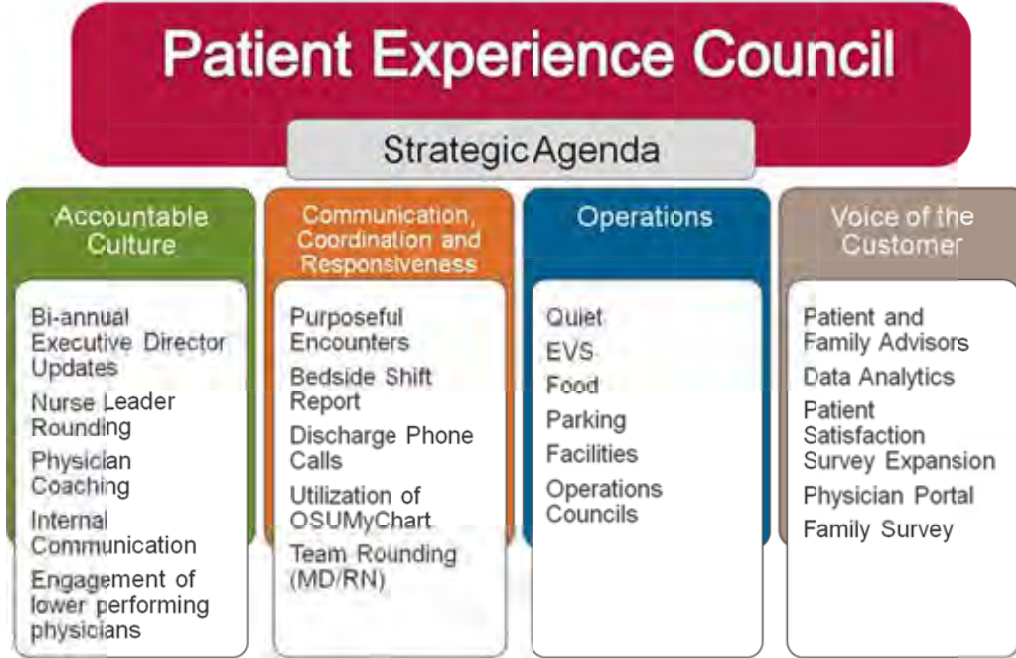 Patient Experience Council
StrategicAgenda
Accountable
Culture
Bi-annual
Executive Director
Updates
Nurse Leader
Rounding
Physician
Coaching
Internal
Communication
Engagement of
lower performing
physicians
Communication,
Coordination and
Responsiveness
Purposeful
Encounters
Bedside Shift
Report
Discharge Phone
Calls
Utilization of
OSUMyChart
Team Rounding
(MD/RN)
Operations
Quiet
EVS
Food
Parking
Facilities
Operations
Councils
Voice of the
Customer
Patient and
Family Advisors
Data Analytics
Patient
Satisfaction
Survey Expansion
Physician Portal
Family Survey